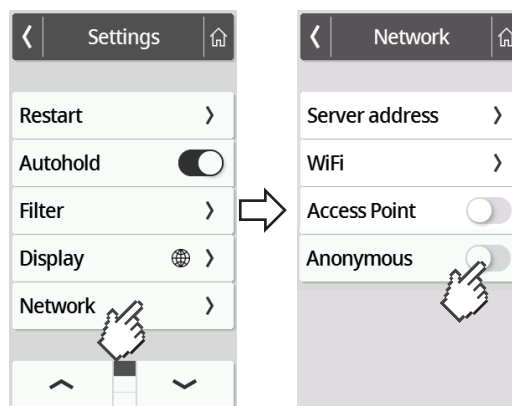 Settings
Restart
Autohold
Filter
Display
Network
Network
Server address
WiFi
Access Point
Anonymous